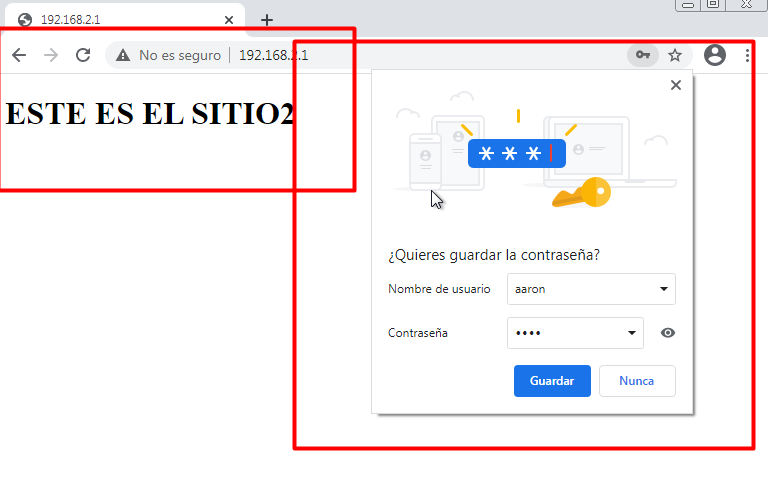 192.168.2.1
No es seguro 192.168.2.1
ESTE ES EL SITIO2
***
¿Quieres guardar la contraseña?
Nombre de usuario aaron
Contraseña ••••
Guardar Nunca